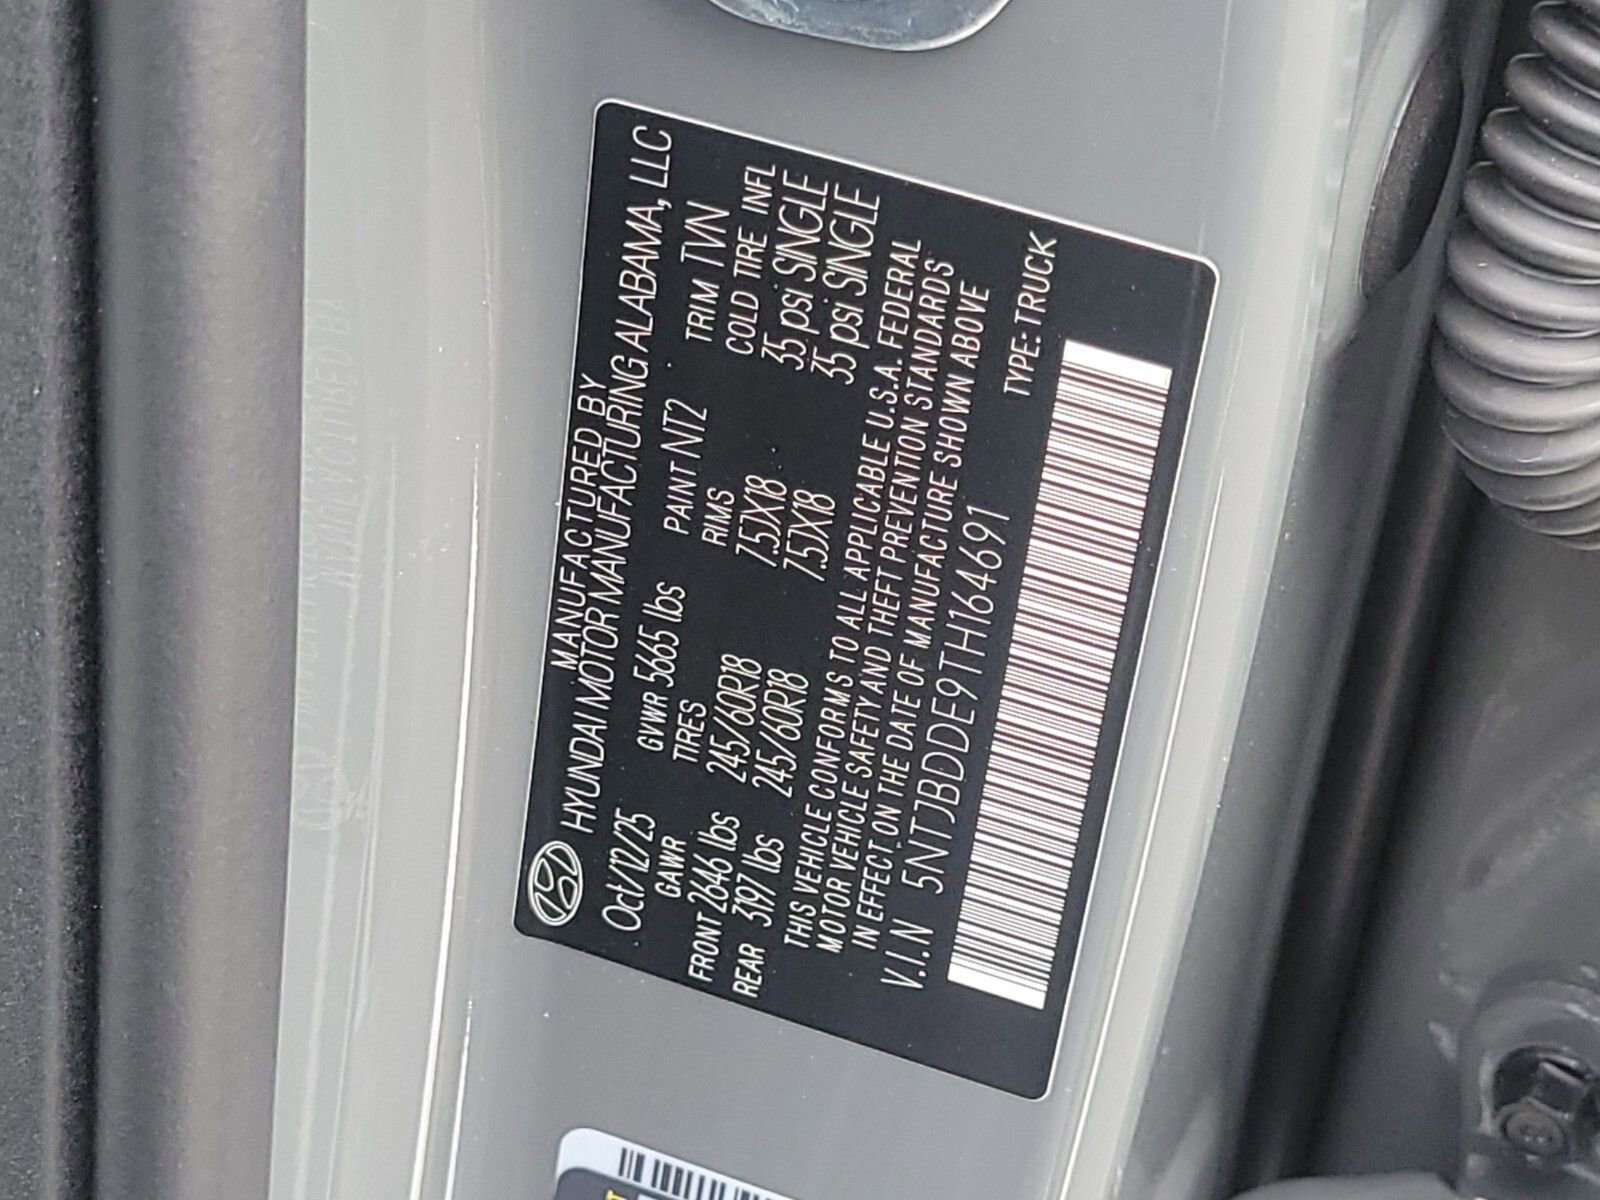 MANUFACTURED BY
HYUNDAI MOTOR MANUFACTURING ALABAMA, LLC
Oct/12/25 GVWR 5665 lbs PAINT NT2 TRIM TVN
GAWR TIRES RIMS COLD TIRE INFL
FRONT 2646 lbs 245/60R18 7.5JX18 35 psi SINGLE
REAR 3197 lbs 245/60R18 7.5JX18 35 psi SINGLE
THIS VEHICLE CONFORMS TO ALL APPLICABLE U.S.A. FEDERAL
MOTOR VEHICLE SAFETY AND THEFT PREVENTION STANDARDS
IN EFFECT ON THE DATE OF MANUFACTURE SHOWN ABOVE
V.I.N 5NTJBDDE9TH164691 TYPE: TRUCK